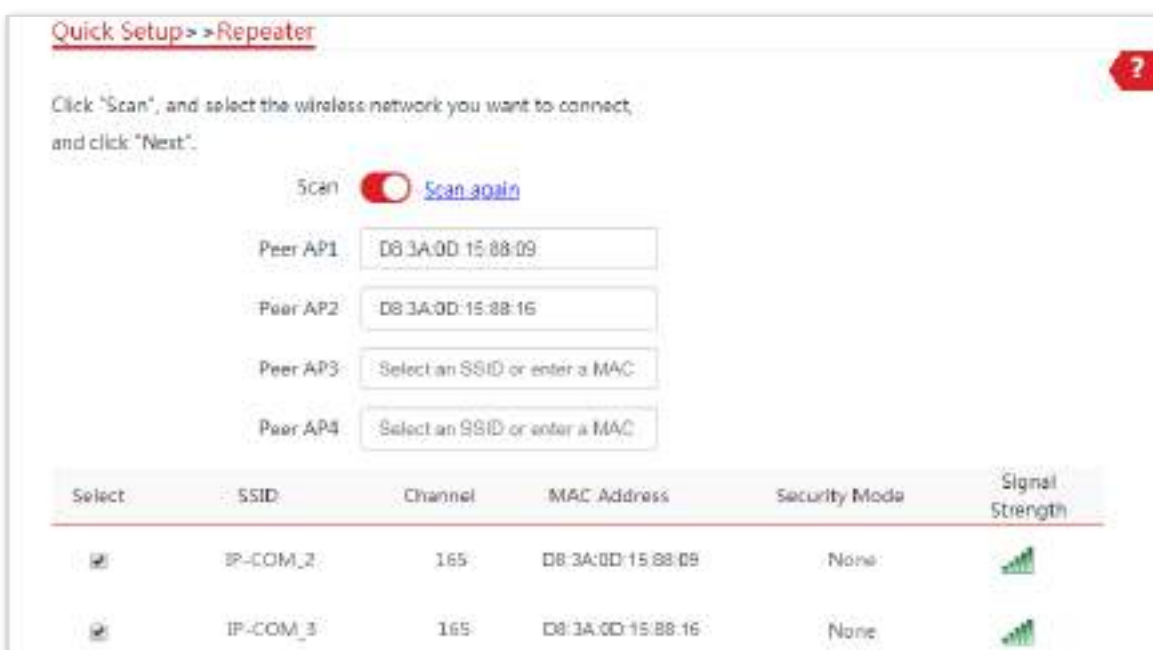 Quick Setup>>Repeater
?
Click "Scan", and select the wireless network you want to connect,
and click "Next".
Scan Scan again
Peer AP1 D8:3A:0D:15:88:09
Peer AP2 D8:3A:0D:15:88:16
Peer AP3 Select an SSID or enter a MAC
Peer AP4 Select an SSID or enter a MAC
Select SSID Channel MAC Address Security Mode Signal Strength
IP-COM_2 165 D8:3A:0D:15:88:09 None
IP-COM_3 165 D8:3A:0D:15:88:16 None